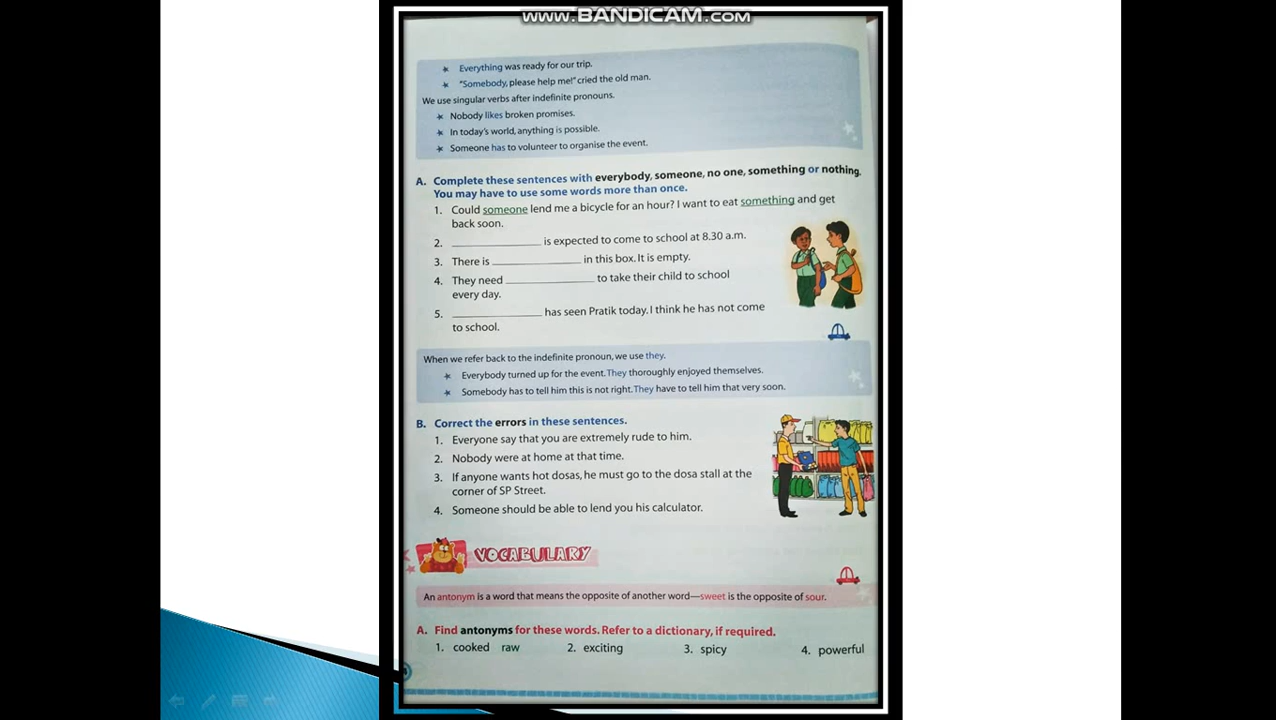 WWW.BANDICAM.COM
★ Everything was ready for our trip.
★ "Somebody, please help me!" cried the old man.
We use singular verbs after indefinite pronouns.
★ Nobody likes broken promises.
★ In today's world, anything is possible.
★ Someone has to volunteer to organise the event.
A. Complete these sentences with everybody, someone, no one, something or nothing.
You may have to use some words more than once.
1. Could someone lend me a bicycle for an hour? I want to eat something and get
back soon.
2. ______________ is expected to come to school at 8.30 a.m.
3. There is ______________ in this box. It is empty.
4. They need ______________ to take their child to school
every day.
5. ______________ has seen Pratik today. I think he has not come
to school.
When we refer back to the indefinite pronoun, we use they.
★ Everybody turned up for the event. They thoroughly enjoyed themselves.
★ Somebody has to tell him this is not right. They have to tell him that very soon.
B. Correct the errors in these sentences.
1. Everyone say that you are extremely rude to him.
2. Nobody were at home at that time.
3. If anyone wants hot dosas, he must go to the dosa stall at the
corner of SP Street.
4. Someone should be able to lend you his calculator.
VOCABULARY
An antonym is a word that means the opposite of another word—sweet is the opposite of sour.
A. Find antonyms for these words. Refer to a dictionary, if required.
1. cooked raw 2. exciting 3. spicy 4. powerful